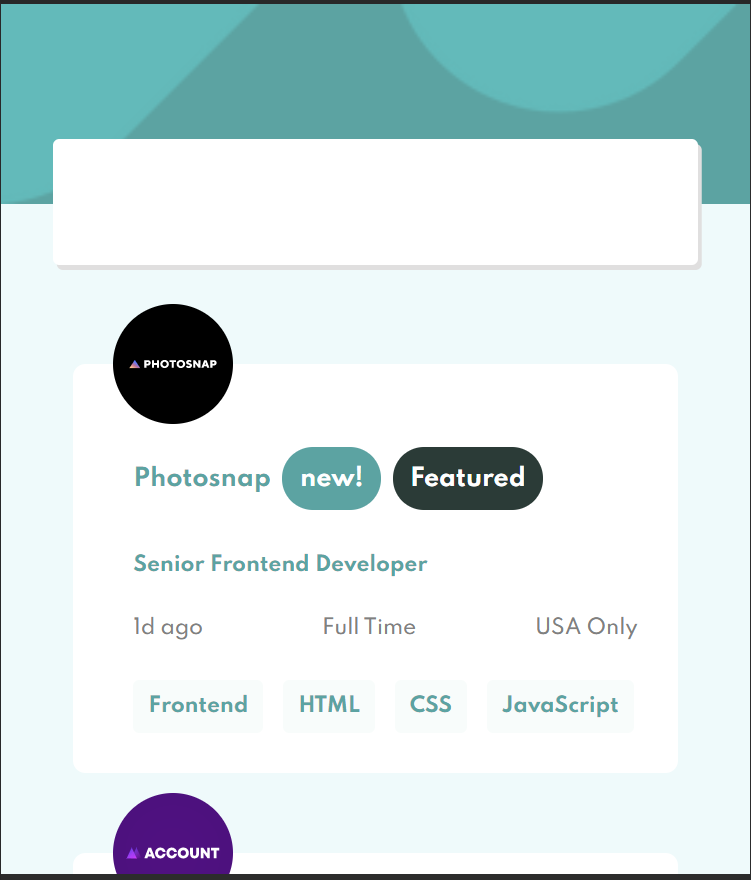 PHOTOSNAP
Photosnap new! Featured
Senior Frontend Developer
1d ago Full Time USA Only
Frontend HTML CSS JavaScript
ACCOUNT